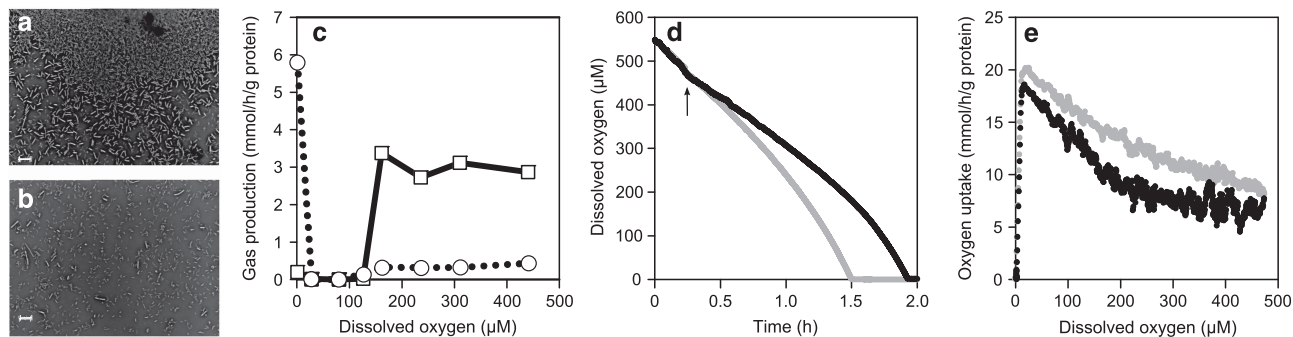 a
b
c
Gas production (mmol/h/g protein)
7
6
5
4
3
2
1
0
0 100 200 300 400 500
Dissolved oxygen (µM)
d
Dissolved oxygen (µM)
600
500
400
300
200
100
0
0 0.5 1.0 1.5 2.0
Time (h)
e
Oxygen uptake (mmol/h/g protein)
25
20
15
10
5
0
0 100 200 300 400 500
Dissolved oxygen (µM)